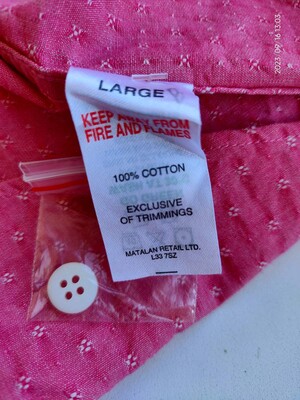 2023.09.16 13:03
LARGE
KEEP AWAY FROM
FIRE AND FLAMES
100% COTTON
EXCLUSIVE
OF TRIMMINGS
MATALAN RETAIL LTD.
L33 7SZ